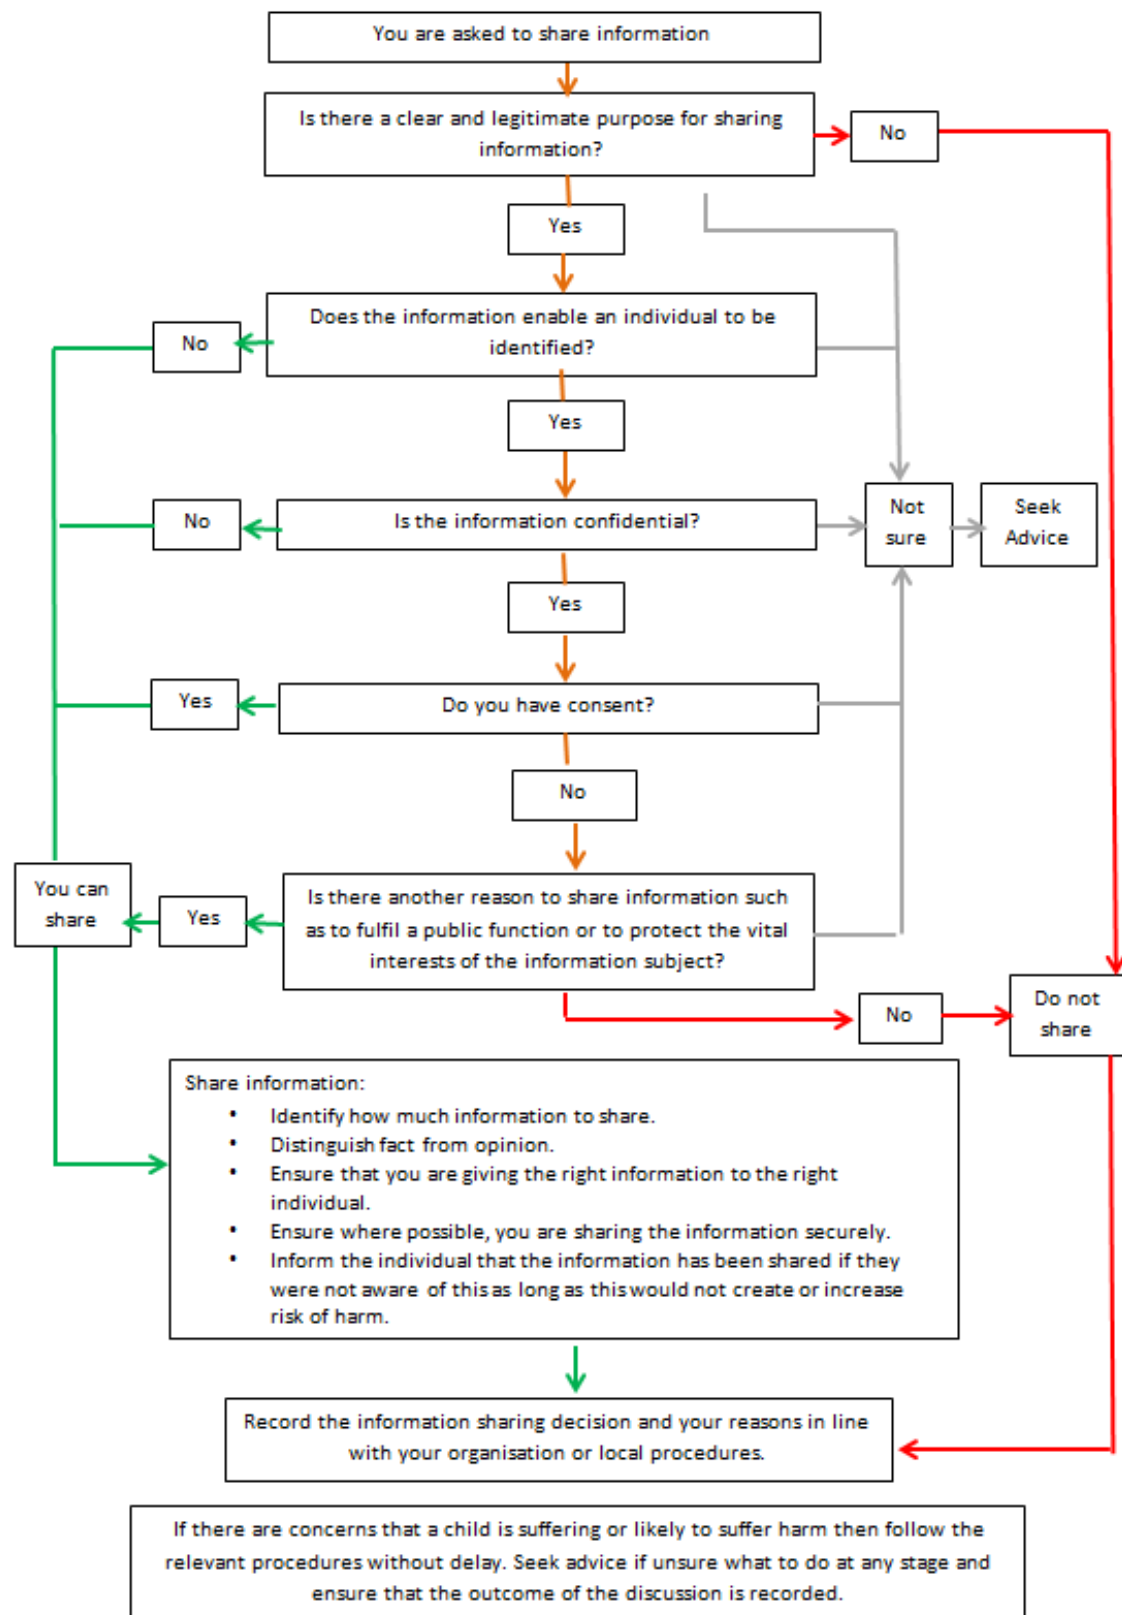 You are asked to share information
Is there a clear and legitimate purpose for sharing
information?
No
Yes
Does the information enable an individual to be
identified?
No
Yes
Is the information confidential?
No
Not
sure
Seek
Advice
Yes
Do you have consent?
Yes
No
Is there another reason to share information such
as to fulfil a public function or to protect the vital
interests of the information subject?
Yes
You can
share
No
Do not
share
Share information:
• Identify how much information to share.
• Distinguish fact from opinion.
• Ensure that you are giving the right information to the right
individual.
• Ensure where possible, you are sharing the information securely.
• Inform the individual that the information has been shared if they
were not aware of this as long as this would not create or increase
risk of harm.
Record the information sharing decision and your reasons in line
with your organisation or local procedures.
If there are concerns that a child is suffering or likely to suffer harm then follow the
relevant procedures without delay. Seek advice if unsure what to do at any stage and
ensure that the outcome of the discussion is recorded.